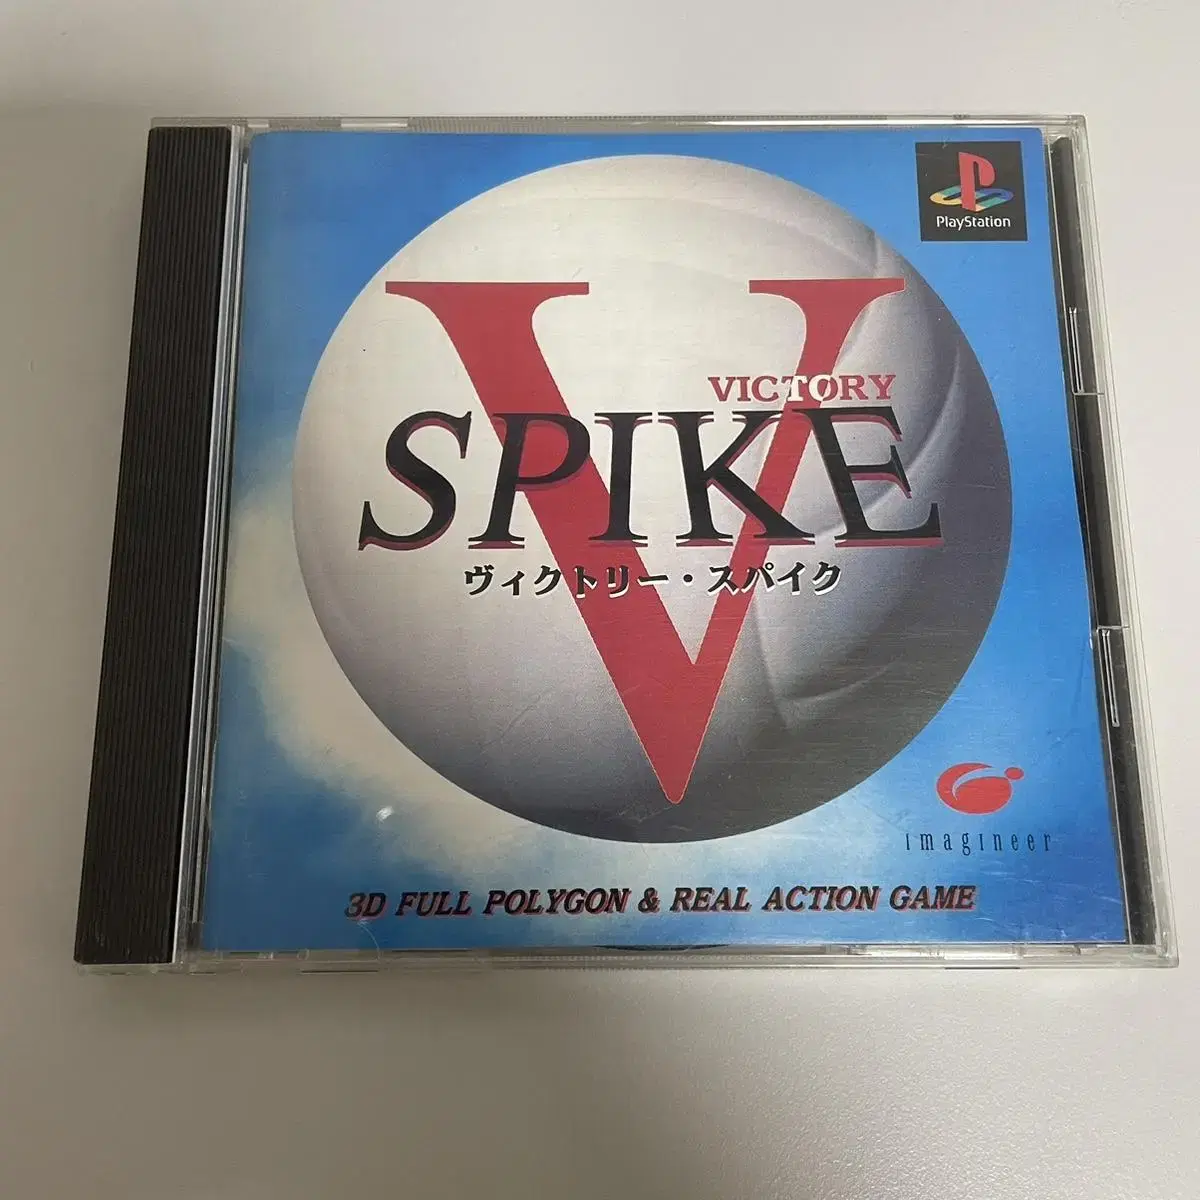 PlayStation
V
VICTORY
SPIKE
ヴィクトリー・スパイク
imagineer
3D FULL POLYGON & REAL ACTION GAME